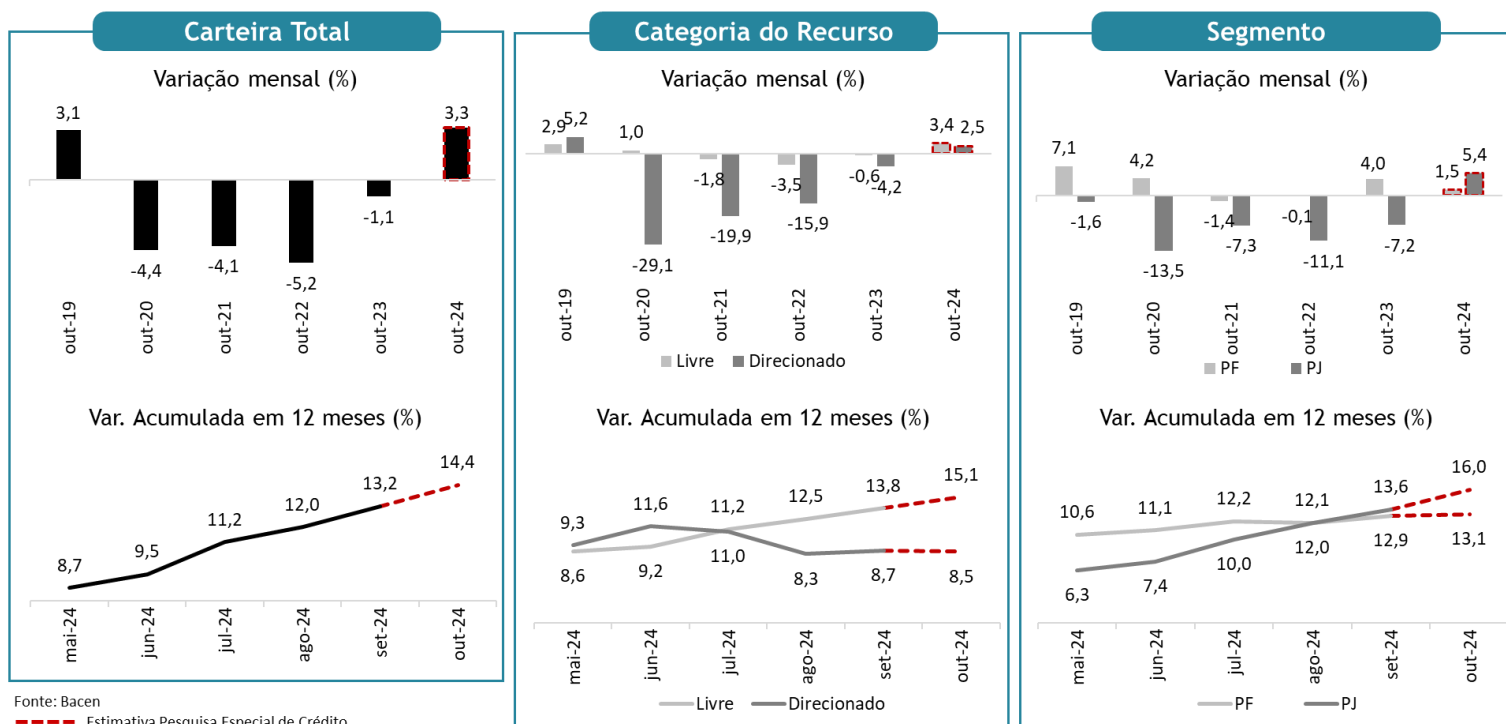 Carteira Total
Variação mensal (%)
3,1
-4,4
-4,1
-5,2
-1,1
3,3
out-19
out-20
out-21
out-22
out-23
out-24
Var. Acumulada em 12 meses (%)
8,7
9,5
11,2
12,0
13,2
14,4
mai-24
jun-24
jul-24
ago-24
set-24
out-24
Categoria do Recurso
Variação mensal (%)
2,9
5,2
1,0
-29,1
-1,8
-19,9
-3,5
-15,9
-0,6
-4,2
3,4
2,5
out-19
out-20
out-21
out-22
out-23
out-24
Livre
Direcionado
Var. Acumulada em 12 meses (%)
9,3
11,6
11,2
12,5
13,8
15,1
8,6
9,2
11,0
8,3
8,7
8,5
mai-24
jun-24
jul-24
ago-24
set-24
out-24
Livre
Direcionado
Segmento
Variação mensal (%)
7,1
-1,6
4,2
-13,5
-1,4
-7,3
-0,1
-11,1
4,0
-7,2
1,5
5,4
out-19
out-20
out-21
out-22
out-23
out-24
PF
PJ
Var. Acumulada em 12 meses (%)
10,6
11,1
12,2
12,1
13,6
16,0
6,3
7,4
10,0
12,0
12,9
13,1
mai-24
jun-24
jul-24
ago-24
set-24
out-24
PF
PJ
Fonte: Bacen
Estimativa Pesquisa Especial de Crédito